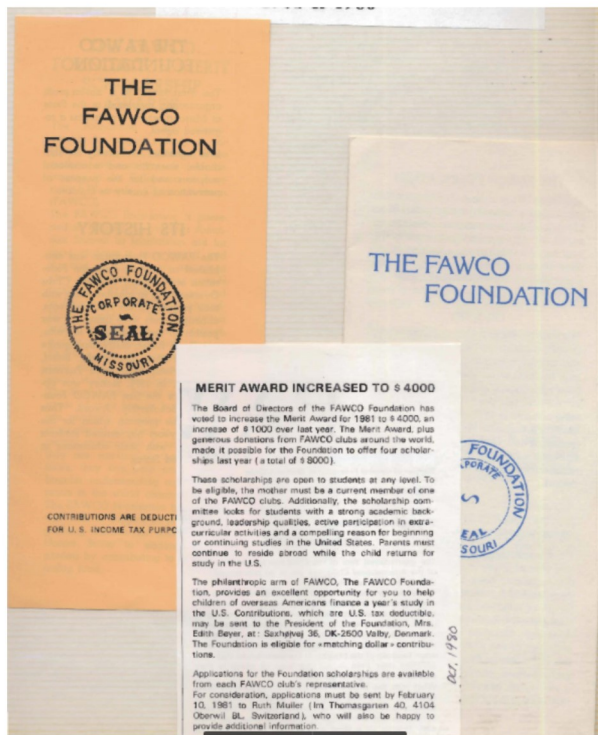 THE
FAWCO
FOUNDATION
THE FAWCO FOUNDATION
CORPORATE
SEAL
MISSOURI
CONTRIBUTIONS ARE DEDUCTI
FOR U.S. INCOME TAX PURPO
THE FAWCO
FOUNDATION
FOUNDATION
PORATE
EAL
SOURI
MERIT AWARD INCREASED TO $ 4000
The Board of Directors of the FAWCO Foundation has
voted to increase the Merit Award for 1981 to $ 4000, an
increase of $ 1000 over last year. The Merit Award, plus
generous donations from FAWCO clubs around the world,
made it possible for the Foundation to offer four scholar-
ships last year ( a total of $ 8000).
These scholarships are open to students at any level. To
be eligible, the mother must be a current member of one
of the FAWCO clubs. Additionally, the scholarship com-
mittee looks for students with a strong academic back-
ground, leadership qualities, active participation in extra-
curricular activities and a compelling reason for beginning
or continuing studies in the United States. Parents must
continue to reside abroad while the child returns for
study in the U.S.
The philanthropic arm of FAWCO, The FAWCO Founda-
tion, provides an excellent opportunity for you to help
children of overseas Americans finance a year's study in
the U.S. Contributions, which are U.S. tax deductible,
may be sent to the President of the Foundation, Mrs.
Edith Beyer, at: Saxhøjvej 36, DK-2600 Valby, Denmark.
The Foundation is eligible for «matching dollar» contribu-
tions.
Applications for the Foundation scholarships are available
from each FAWCO club's representative.
For consideration, applications must be sent by February
10, 1981 to Ruth Muller (Im Thomasgarten 40, 4104
Oberwil BL, Switzerland), who will also be happy to
provide additional information.
Oct. 1980